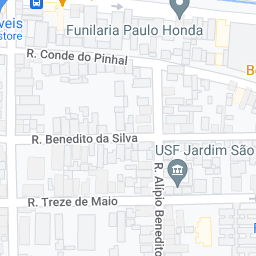 Funilaria Paulo Honda
veis
store
R. Conde do Pinhal
B
R. Benedito da Silva
USF Jardim São
R. Alípio Benedito
R. Treze de Maio